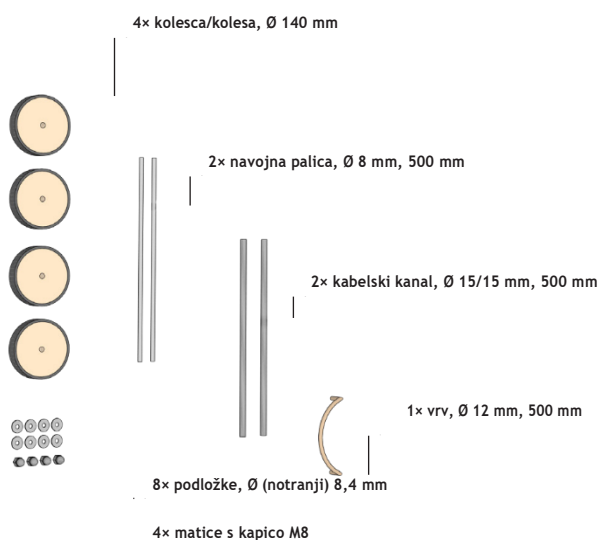 4× kolesca/kolesa, Ø 140 mm
2× navojna palica, Ø 8 mm, 500 mm
2× kabelski kanal, Ø 15/15 mm, 500 mm
1× vrv, Ø 12 mm, 500 mm
8× podložke, Ø (notranji) 8,4 mm
4× matice s kapico M8